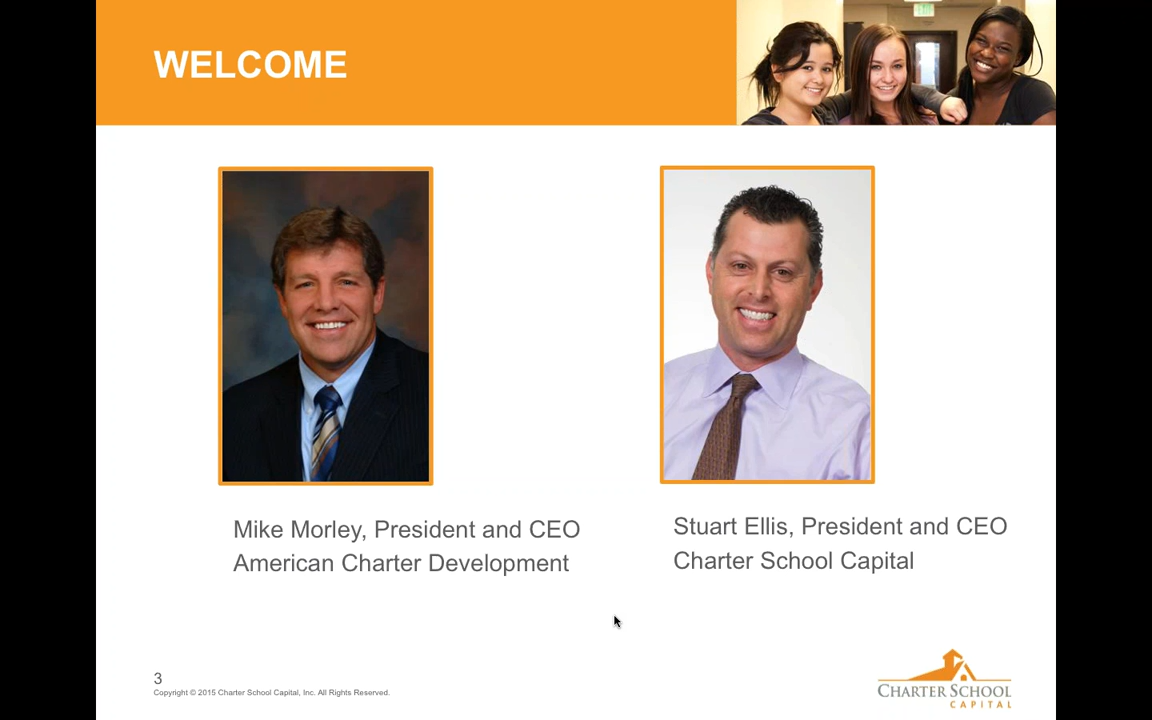 WELCOME
Mike Morley, President and CEO
American Charter Development
Stuart Ellis, President and CEO
Charter School Capital
3
Copyright © 2015 Charter School Capital, Inc. All Rights Reserved.
CHARTER SCHOOL
CAPITAL